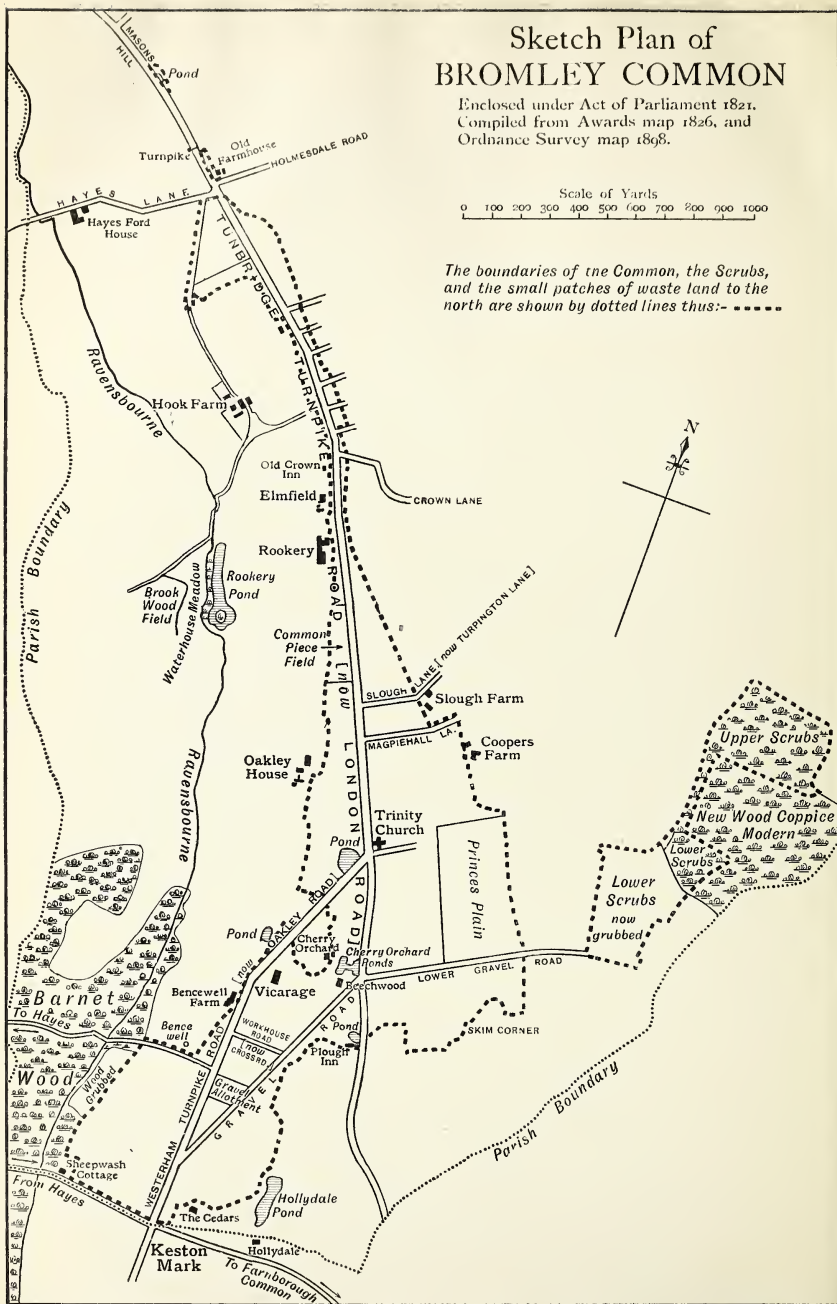 Sketch Plan of
BROMLEY COMMON
Enclosed under Act of Parliament 1821.
Compiled from Awards map 1826, and
Ordnance Survey map 1898.
Scale of Yards
0 100 200 300 400 500 600 700 800 900 1000
The boundaries of the Common, the Scrubs,
and the small patches of waste land to the
north are shown by dotted lines thus:-
MASONS
HILL
Pond
Turnpike
Old
Farmhouse
HOLMESDALE ROAD
HAYES LANE
Hayes Ford
House
TUNBRIDGE TURNPIKE ROAD [now LONDON ROAD]
Ravensbourne
Hook Farm
Old Crown
Inn
CROWN LANE
Elmfield
N
Rookery
Parish Boundary
Rookery
Pond
Brook
Wood
Field
Waterhouse Meadow
Common
Piece
Field
SLOUGH LANE [now TURPINGTON LANE]
Slough Farm
MAGPIEHALL LA.
Coopers
Farm
Oakley
House
Upper Scrubs
New Wood Coppice
Modern
Ravensbourne
Trinity
Church
Pond
Princes Plain
Lower
Scrubs
Lower
Scrubs
now
grubbed
WESTERHAM TURNPIKE ROAD [now OAKLEY ROAD]
Pond
Cherry
Orchard
Cherry Orchard
Ponds
LOWER GRAVEL ROAD
Beechwood
Vicarage
Bencewell
Farm
Barnet
To Hayes
Bence
well
WORKHOUSE
ROAD
[now
CROSS RD]
GRAVEL ROAD
Pond
Plough
Inn
SKIM CORNER
Wood
Wood
Grubbed
Gravel
Allotment
Parish Boundary
Sheepwash
Cottage
From Hayes
Hollydale
Pond
The Cedars
Keston
Mark
Hollydale
To Farnborough
Common